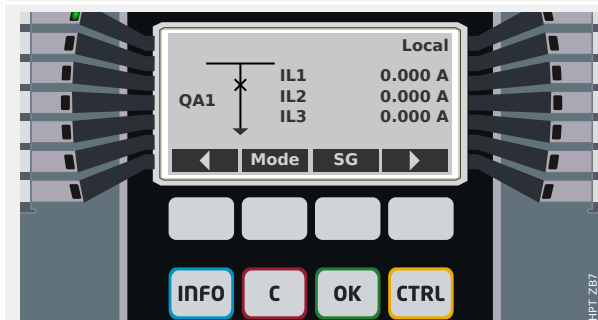 Local
IL1 0.000 A
QA1 IL2 0.000 A
IL3 0.000 A
Mode SG
INFO C OK CTRL
HPT ZB7